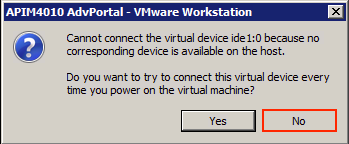 APIM4010 AdvPortal - VMware Workstation
Cannot connect the virtual device ide1:0 because no
corresponding device is available on the host.
Do you want to try to connect this virtual device every
time you power on the virtual machine?
Yes No